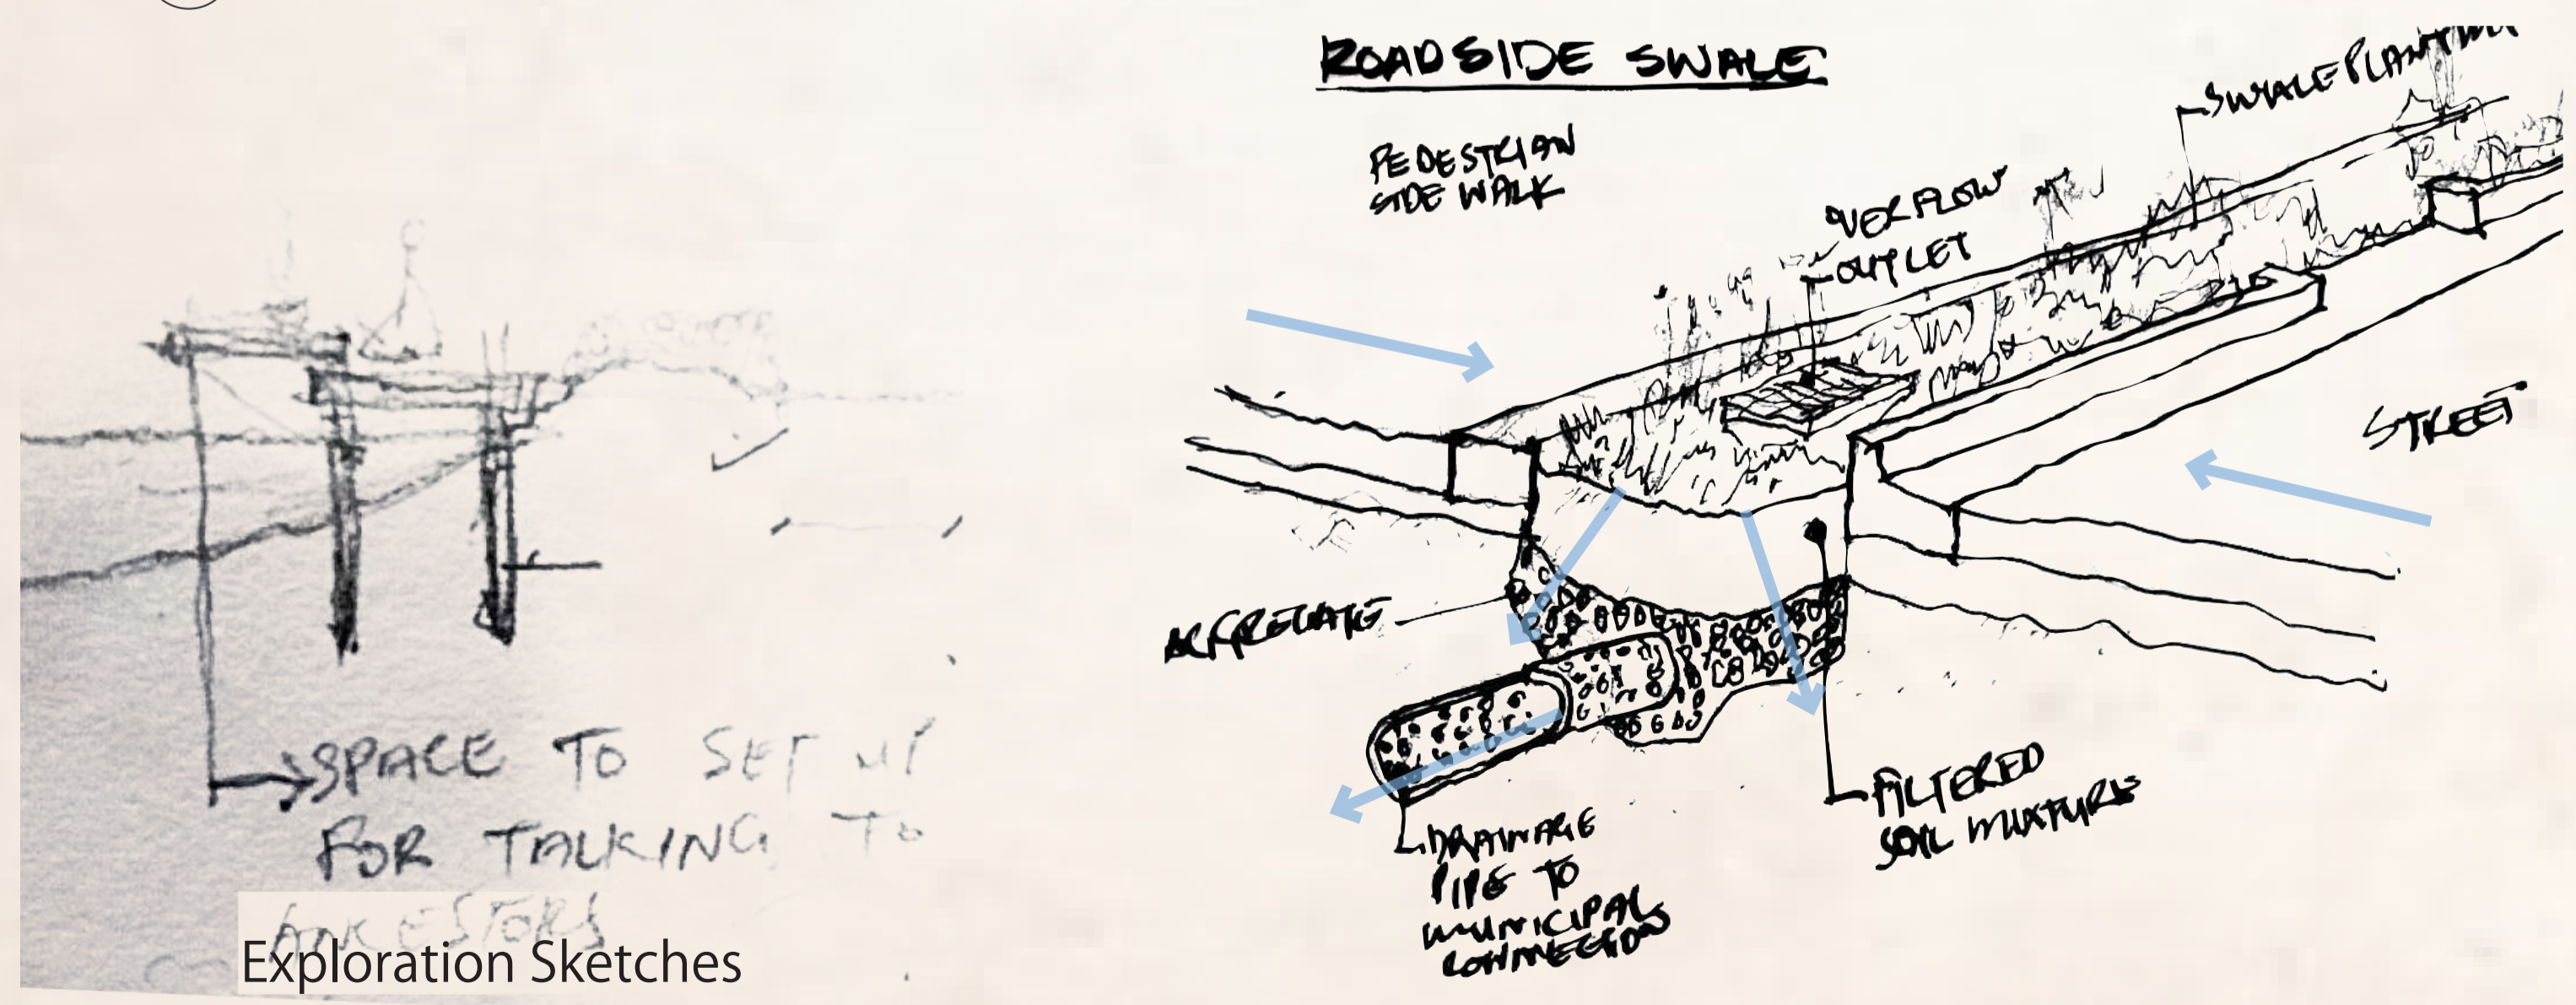 ROADSIDE SWALE
PEDESTRIAN
SIDE WALK
SWALE PLANTING
OVERFLOW
OUTLET
STREET
AGGREGATE
FILTERED
SOIL MIXTURE
DRAINAGE
PIPE TO
MUNICIPAL
CONNECTION
SPACE TO SET UP
FOR TALKING TO
ANKESTORS
Exploration Sketches